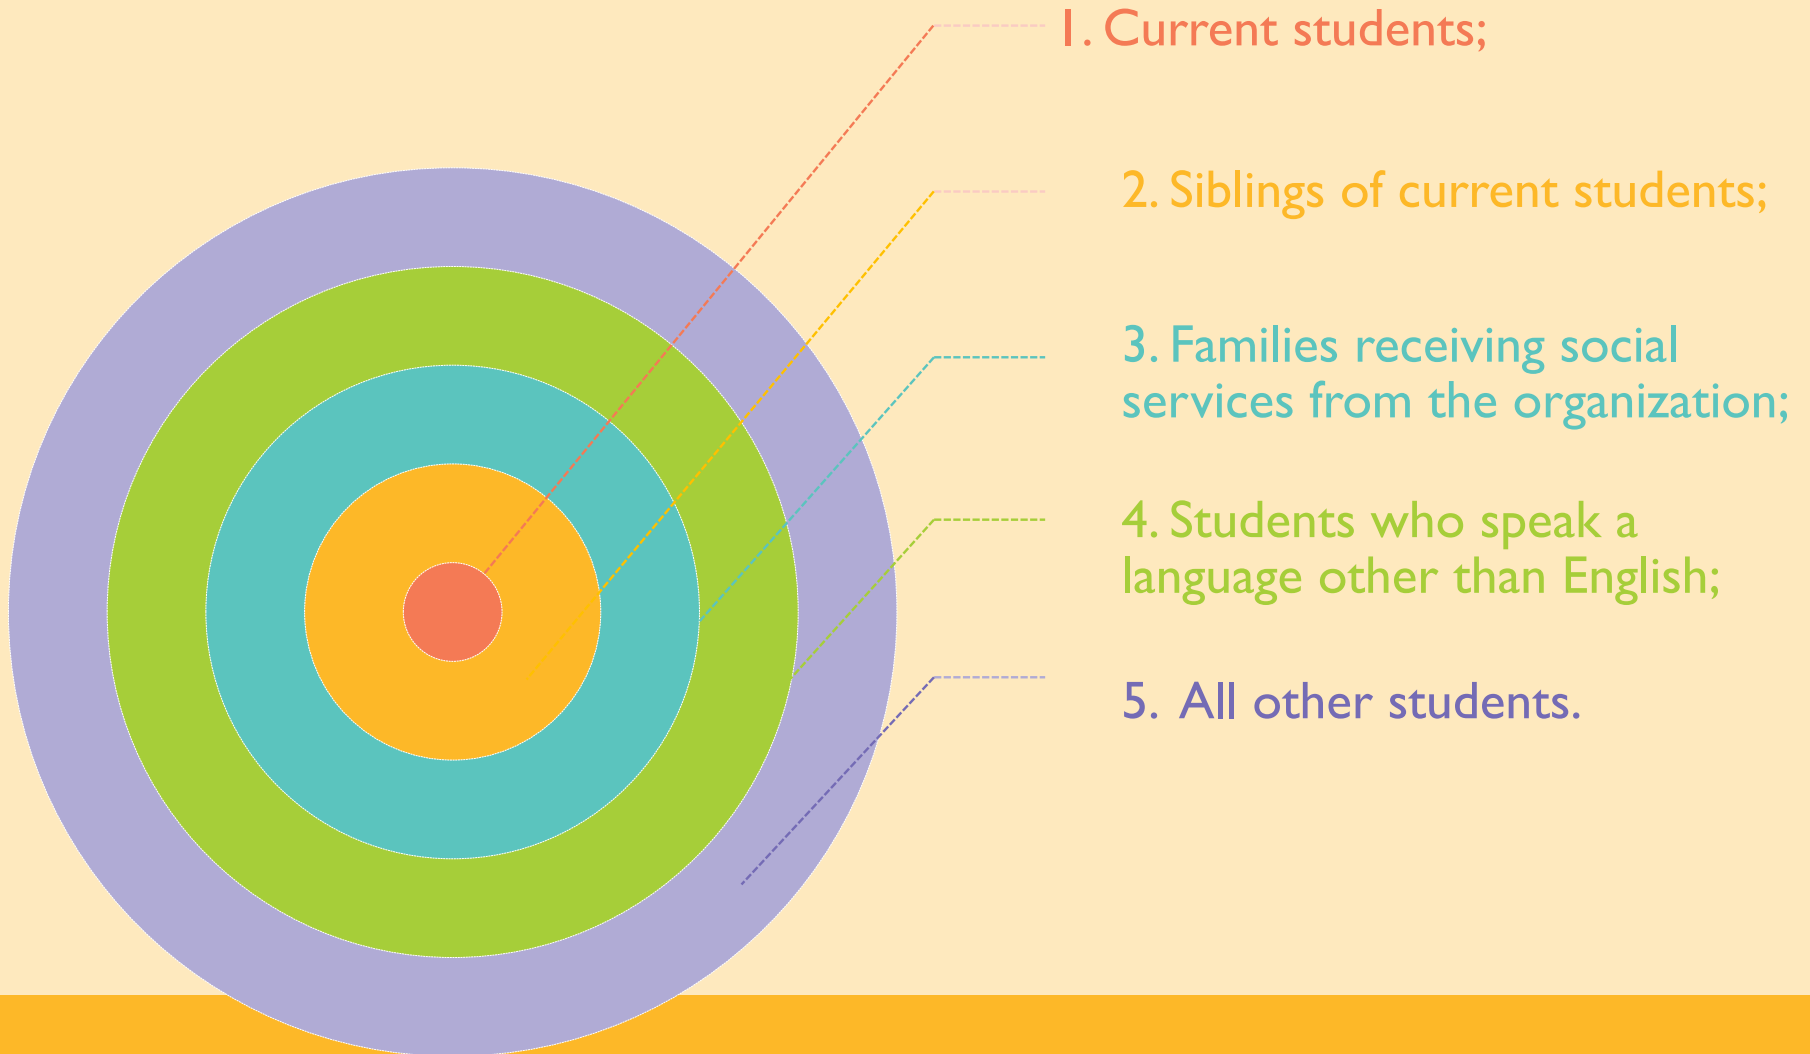 1. Current students;
2. Siblings of current students;
3. Families receiving social
services from the organization;
4. Students who speak a
language other than English;
5. All other students.